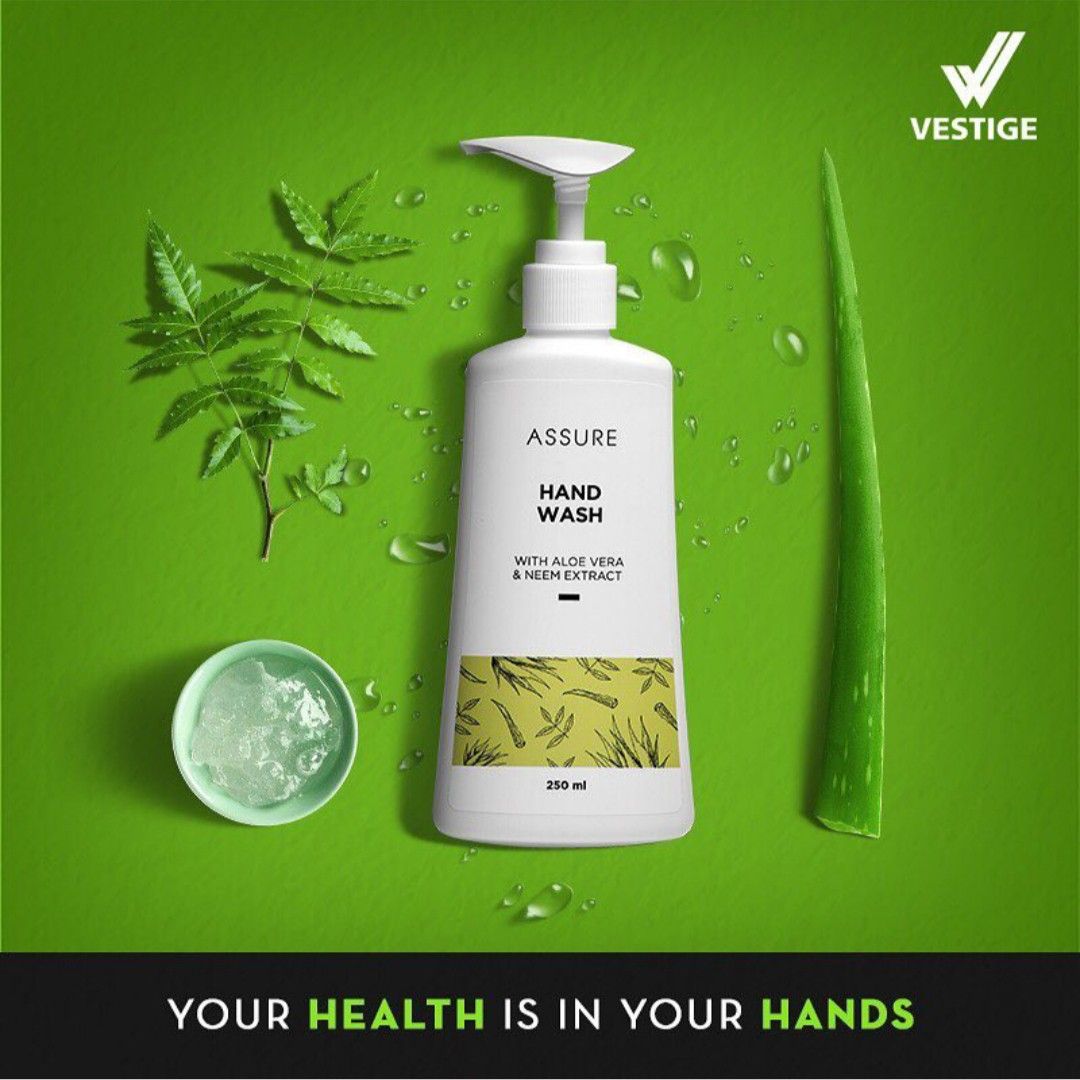 VESTIGE
ASSURE
HAND
WASH
WITH ALOE VERA
& NEEM EXTRACT
250 ml
YOUR HEALTH IS IN YOUR HANDS